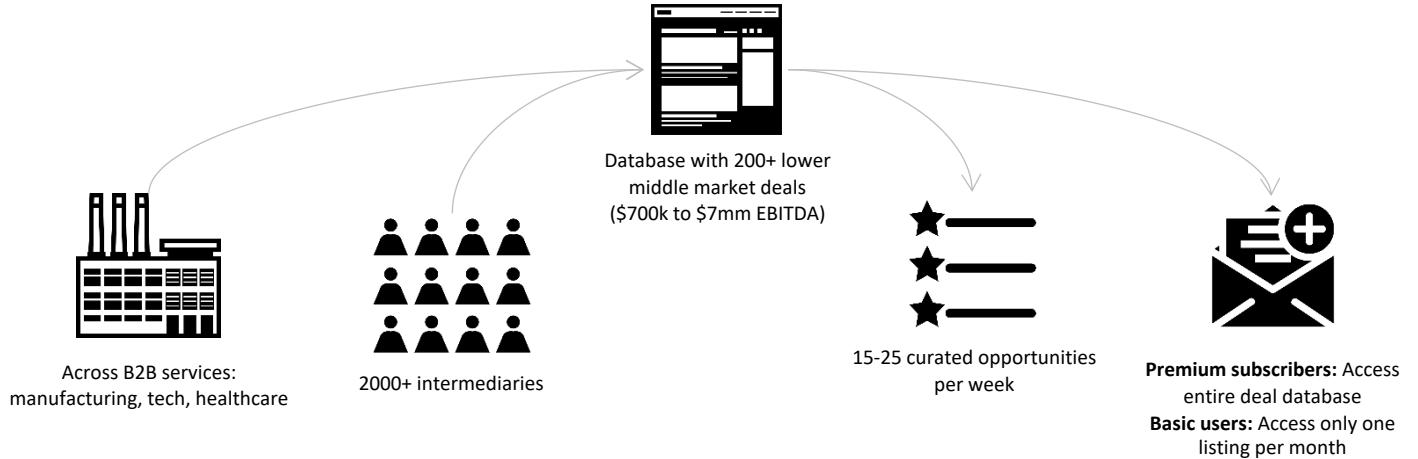 Database with 200+ lower
middle market deals
($700k to $7mm EBITDA)
Across B2B services:
manufacturing, tech, healthcare
2000+ intermediaries
15-25 curated opportunities
per week
Premium subscribers: Access
entire deal database
Basic users: Access only one
listing per month